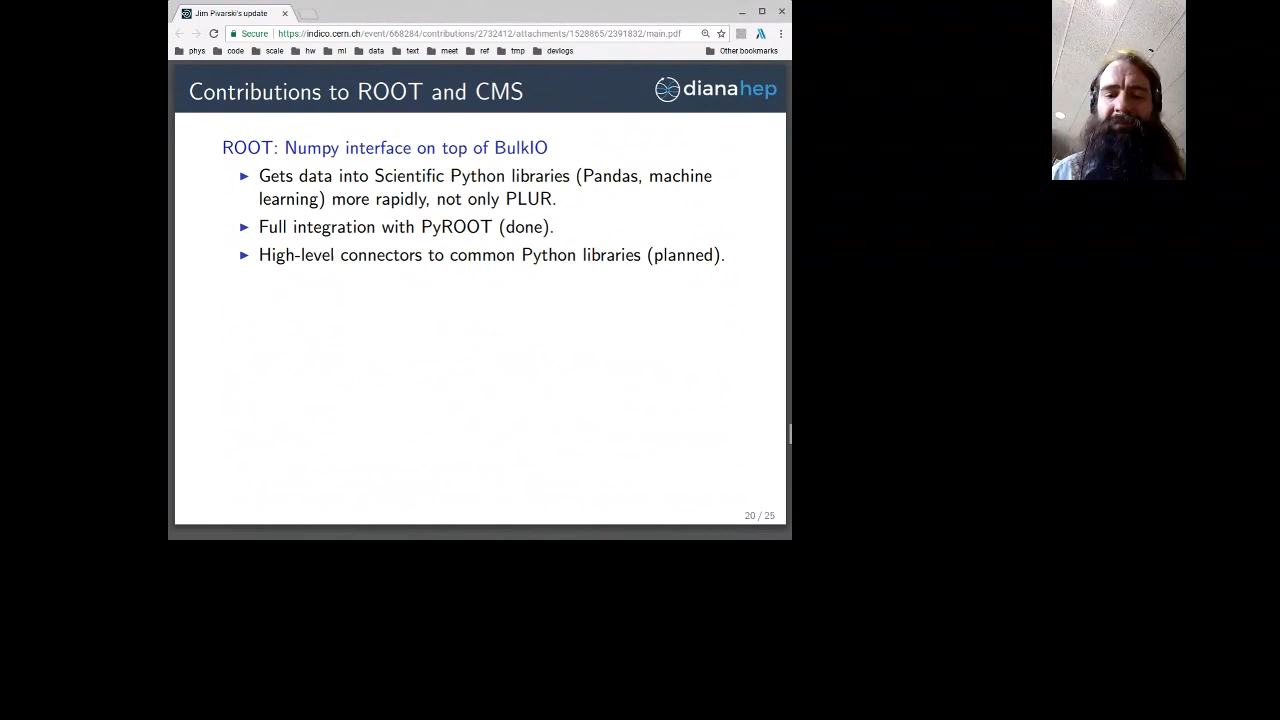 Jim Pivarski's update
Secure https://indico.cern.ch/event/668284/contributions/2732412/attachments/1528865/2391832/main.pdf
phys code scale hw ml data text meet ref tmp devlogs Other bookmarks
Contributions to ROOT and CMS dianahep
ROOT: Numpy interface on top of BulkIO
► Gets data into Scientific Python libraries (Pandas, machine
learning) more rapidly, not only PLUR.
► Full integration with PyROOT (done).
► High-level connectors to common Python libraries (planned).
20 / 25